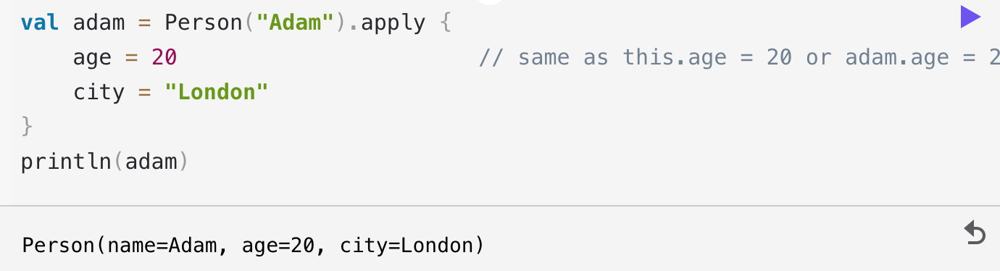 val adam = Person("Adam").apply {
    age = 20                       // same as this.age = 20 or adam.age = 2
    city = "London"
}
println(adam)
Person(name=Adam, age=20, city=London)